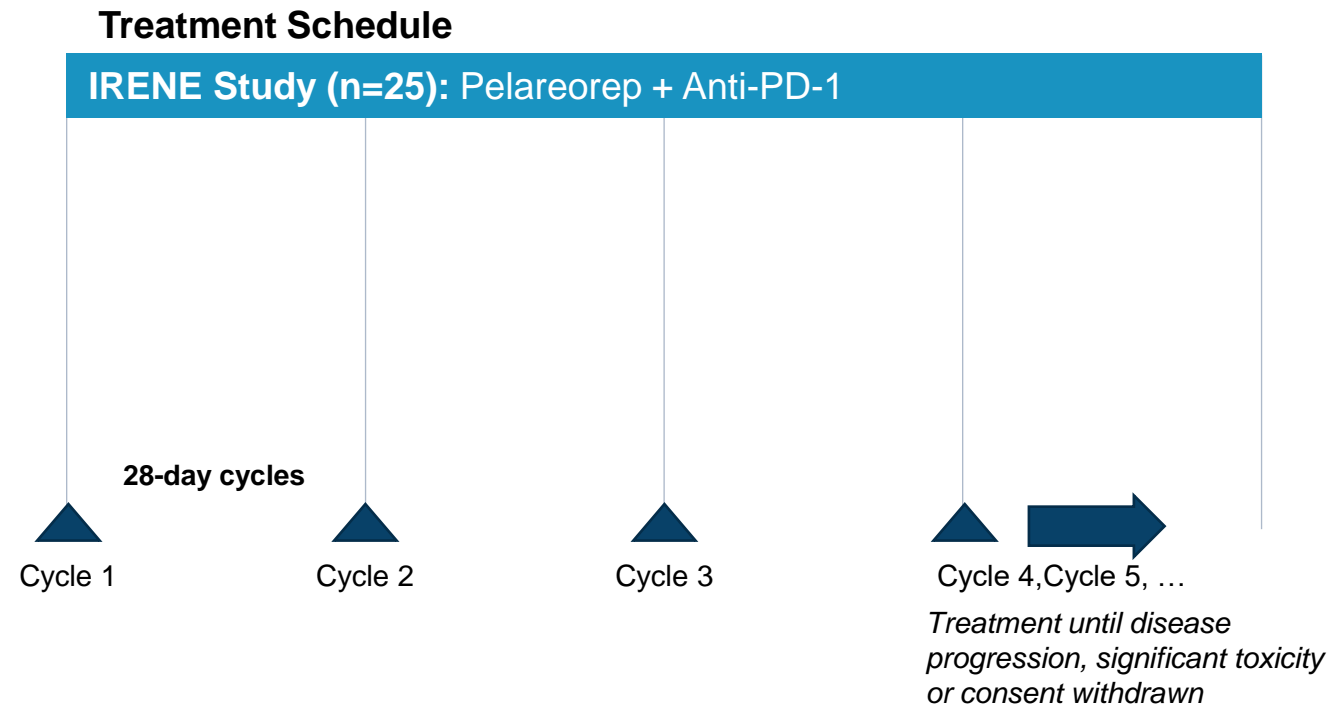 Treatment Schedule
IRENE Study (n=25): Pelareorep + Anti-PD-1
28-day cycles
Cycle 1
Cycle 2
Cycle 3
Cycle 4,Cycle 5, …
Treatment until disease
progression, significant toxicity
or consent withdrawn